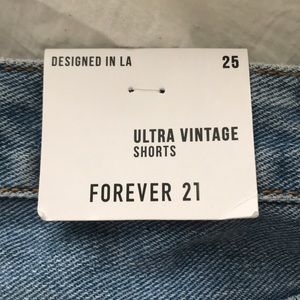 DESIGNED IN LA 25
ULTRA VINTAGE
SHORTS
FOREVER 21